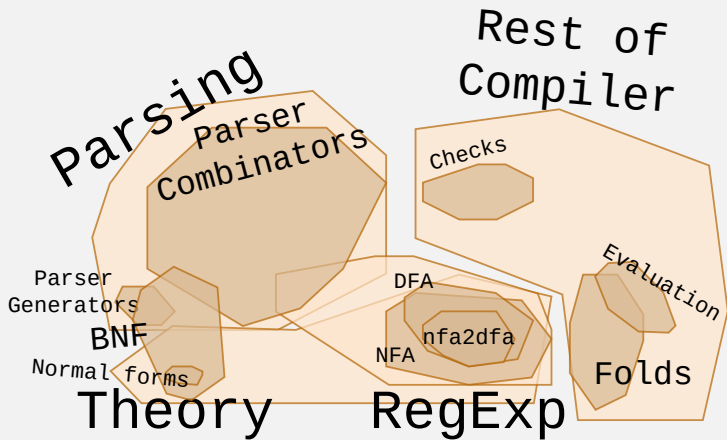 Rest of
Compiler
Parsing
Parser
Combinators
Checks
Evaluation
Parser
Generators
DFA
BNF
nfa2dfa
NFA
Normal forms
Folds
Theory
RegExp